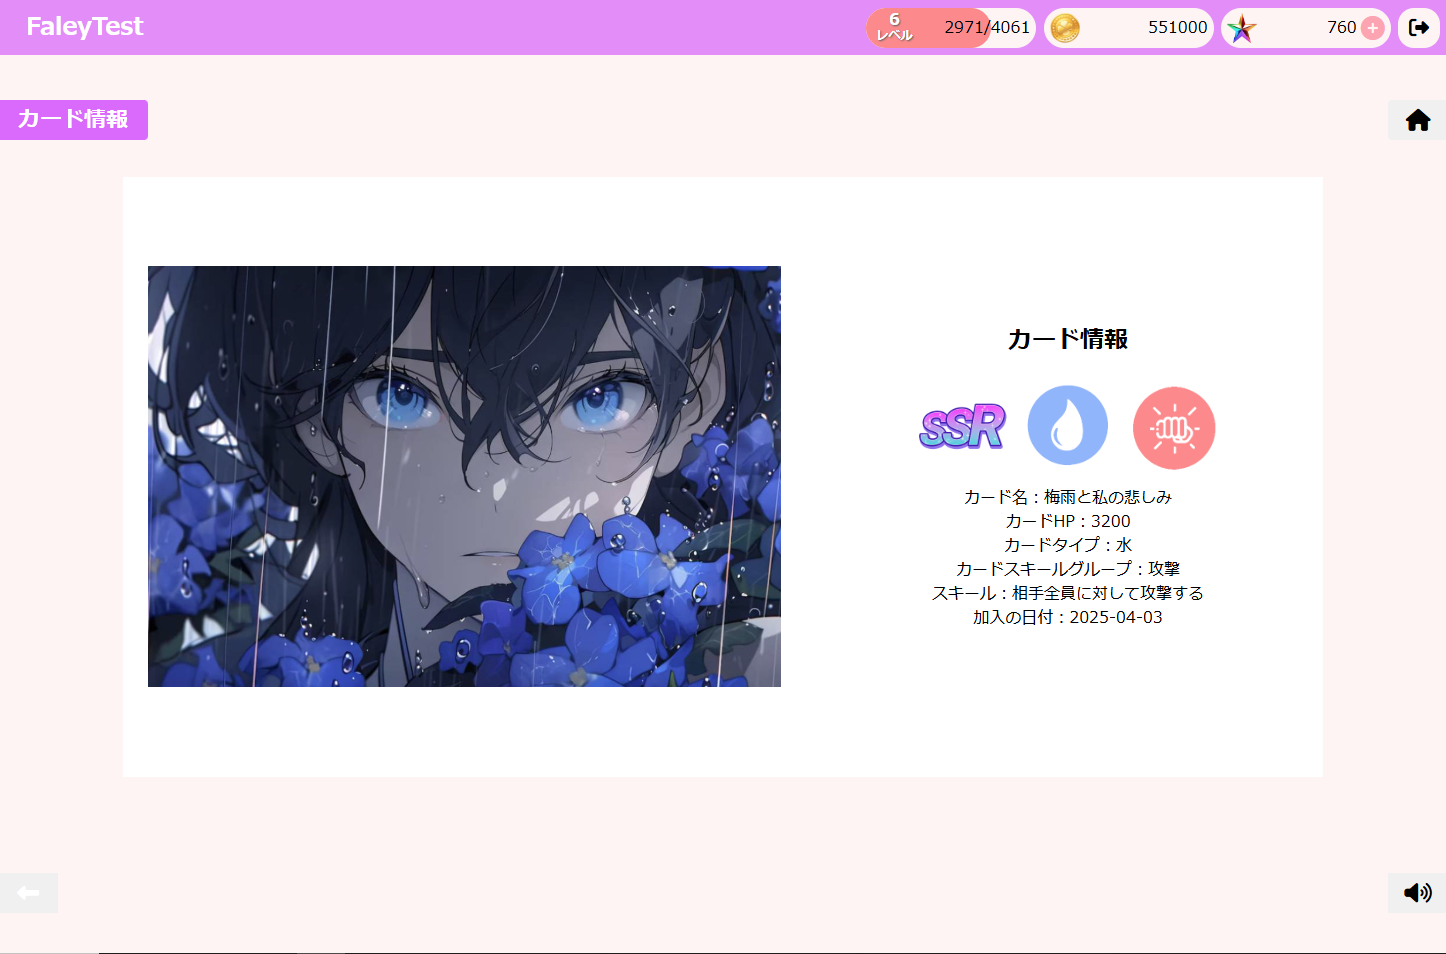 FaleyTest
6
レベル
2971/4061
551000
760
カード情報
カード情報
SSR
カード名：梅雨と私の悲しみ
カードHP：3200
カードタイプ：水
カードスキールグループ：攻撃
スキール：相手全員に対して攻撃する
加入の日付：2025-04-03